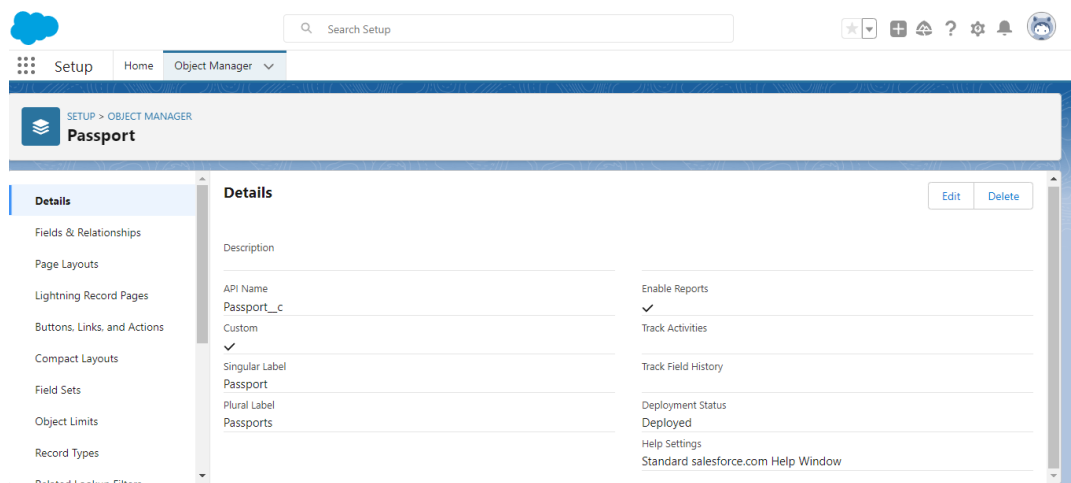 Search Setup
Setup
Home
Object Manager
SETUP > OBJECT MANAGER
Passport
Details
Fields & Relationships
Page Layouts
Lightning Record Pages
Buttons, Links, and Actions
Compact Layouts
Field Sets
Object Limits
Record Types
Related Lookup Filters
Details
Edit
Delete
Description
API Name
Passport__c
Custom
Singular Label
Passport
Plural Label
Passports
Enable Reports
Track Activities
Track Field History
Deployment Status
Deployed
Help Settings
Standard salesforce.com Help Window